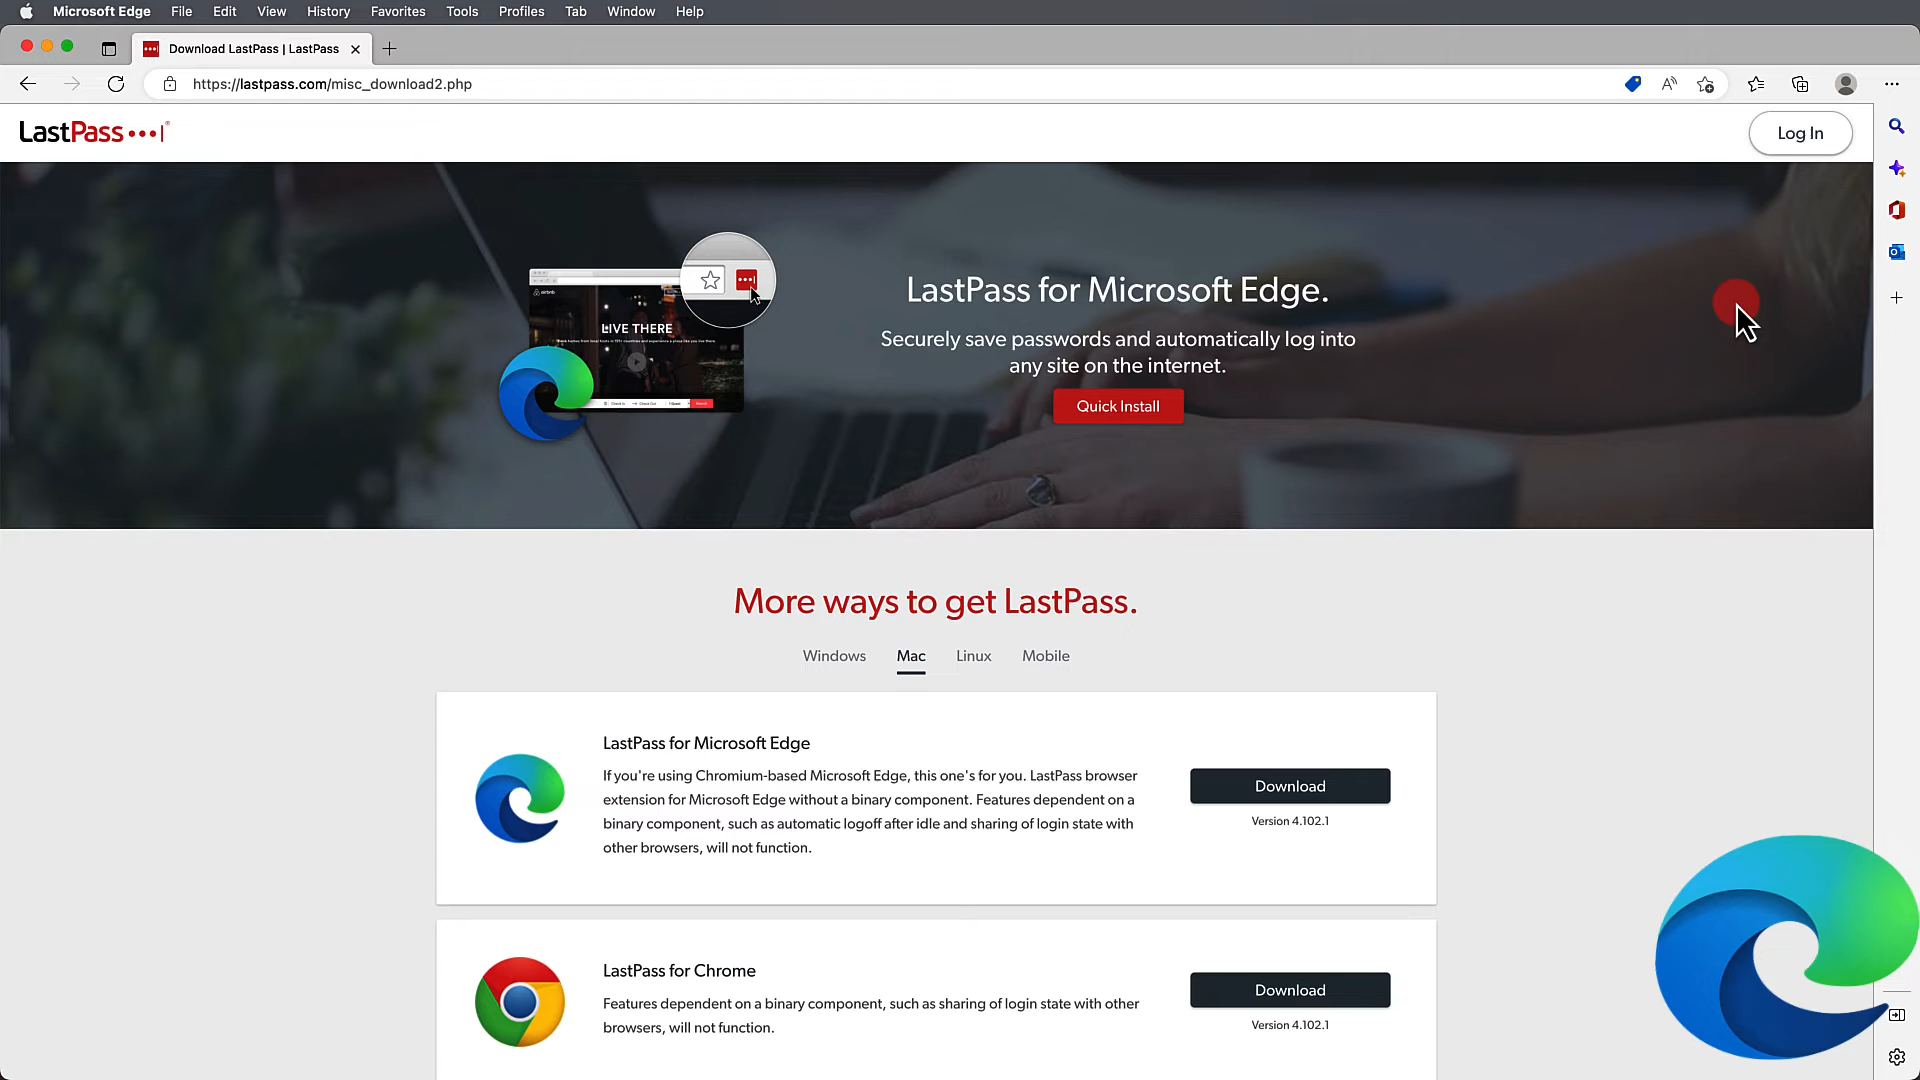 Microsoft Edge File Edit View History Favorites Tools Profiles Tab Window Help
Download LastPass | LastPass
https://lastpass.com/misc_download2.php
LastPass
Log In
LIVE THERE
LastPass for Microsoft Edge.
Securely save passwords and automatically log into
any site on the internet.
Quick Install
More ways to get LastPass.
Windows Mac Linux Mobile
LastPass for Microsoft Edge
If you're using Chromium-based Microsoft Edge, this one's for you. LastPass browser
extension for Microsoft Edge without a binary component. Features dependent on a
binary component, such as automatic logoff after idle and sharing of login state with
other browsers, will not function.
Download
Version 4.102.1
LastPass for Chrome
Features dependent on a binary component, such as sharing of login state with other
browsers, will not function.
Download
Version 4.102.1